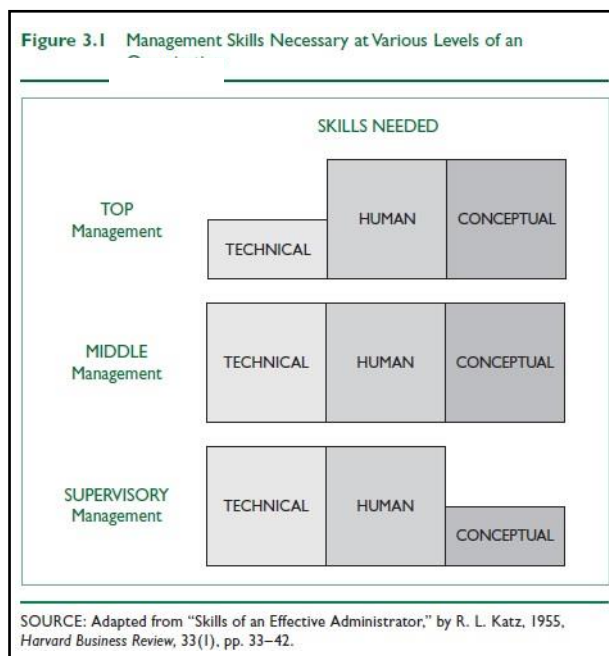 Figure 3.1 Management Skills Necessary at Various Levels of an
SKILLS NEEDED
TOP
Management
TECHNICAL
HUMAN
CONCEPTUAL
MIDDLE
Management
TECHNICAL
HUMAN
CONCEPTUAL
SUPERVISORY
Management
TECHNICAL
HUMAN
CONCEPTUAL
SOURCE: Adapted from "Skills of an Effective Administrator," by R. L. Katz, 1955,
Harvard Business Review, 33(1), pp. 33–42.